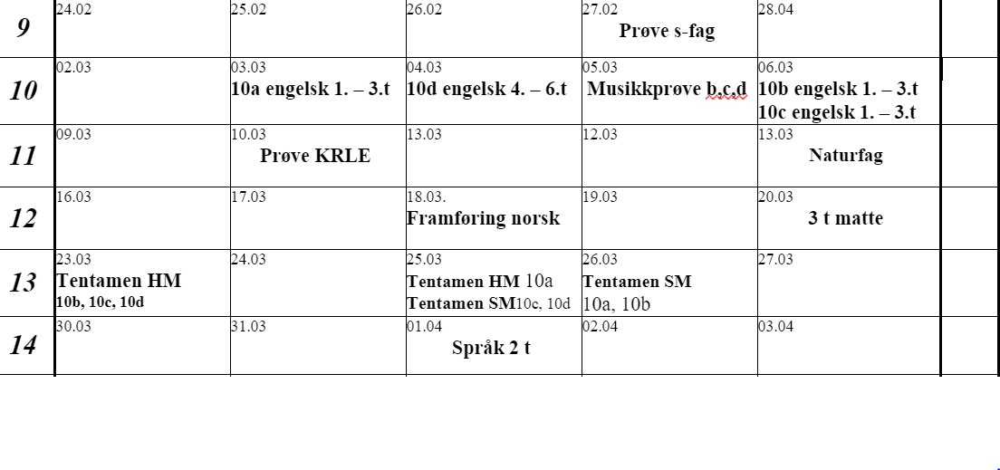 9
24.02
25.02
26.02
27.02
28.04
Prøve s-fag
10
02.03
03.03
10a engelsk 1. – 3.t
04.03
10d engelsk 4. – 6.t
05.03
Musikkprøve b,c,d
06.03
10b engelsk 1. – 3.t
10c engelsk 1. – 3.t
11
09.03
10.03
Prøve KRLE
13.03
12.03
13.03
Naturfag
12
16.03
17.03
18.03.
Framføring norsk
19.03
20.03
3 t matte
13
23.03
Tentamen HM
10b, 10c, 10d
24.03
25.03
Tentamen HM 10a
Tentamen SM10c, 10d
26.03
Tentamen SM
10a, 10b
27.03
14
30.03
31.03
01.04
Språk 2 t
02.04
03.04